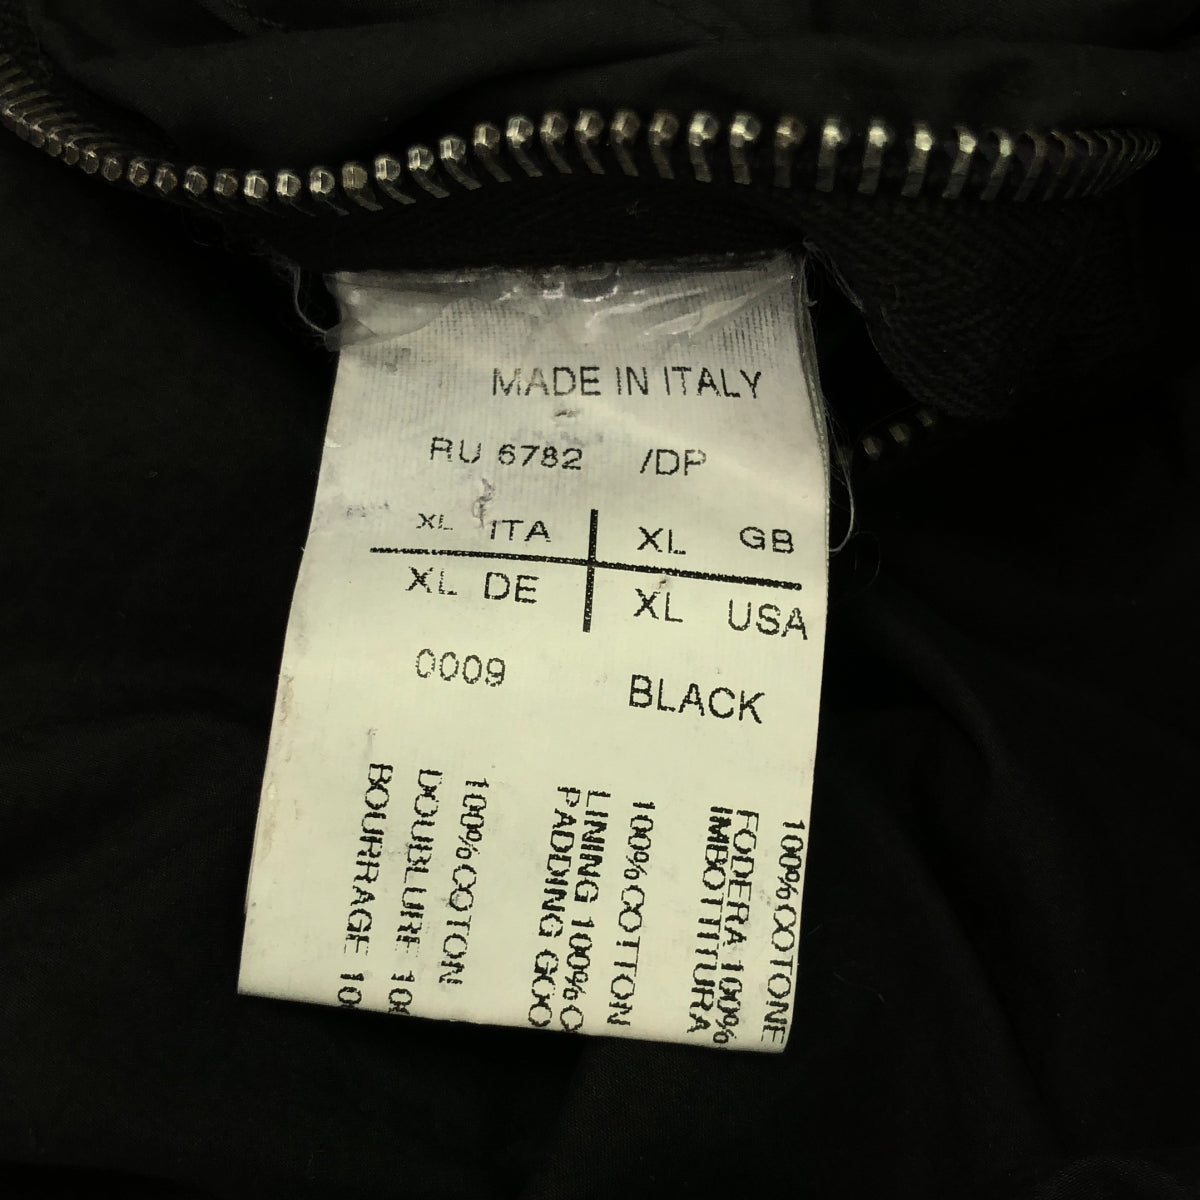 MADE IN ITALY
RU 6782 /DP
XL ITA XL GB
XL DE XL USA
0009 BLACK
100%COTONE
FODERA 100%
IMBOTTITURA
100%COTTON
LINING 100%C
PADDING GOO
100%COTON
DOUBLURE 10
BOURRAGE 10